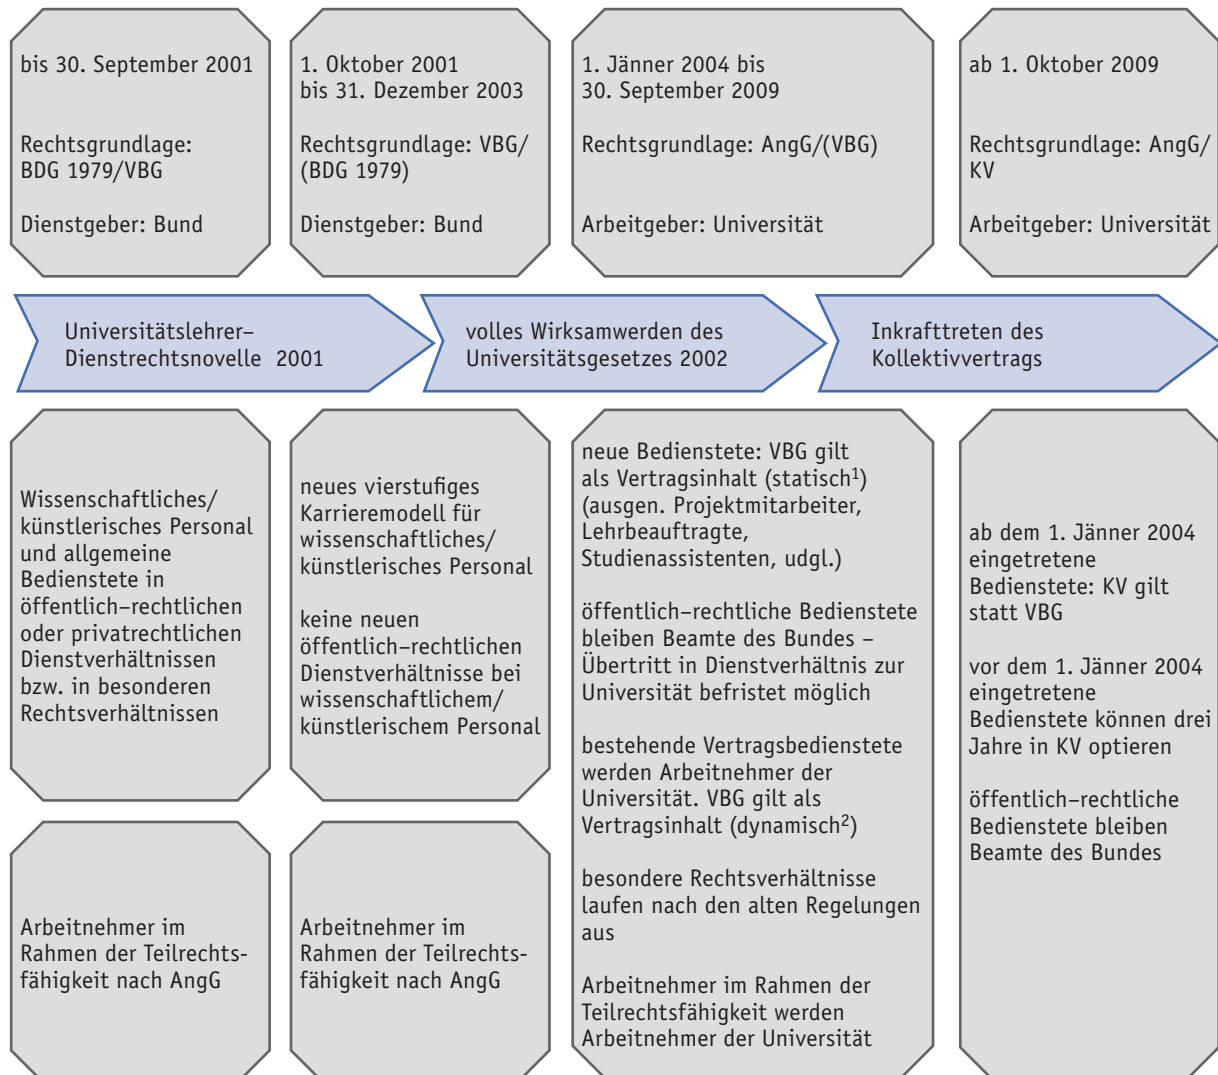 bis 30. September 2001
Rechtsgrundlage:
BDG 1979/VBG
Dienstgeber: Bund
1. Oktober 2001
bis 31. Dezember 2003
Rechtsgrundlage: VBG/
(BDG 1979)
Dienstgeber: Bund
1. Jänner 2004 bis
30. September 2009
Rechtsgrundlage: AngG/(VBG)
Arbeitgeber: Universität
ab 1. Oktober 2009
Rechtsgrundlage: AngG/
KV
Arbeitgeber: Universität
Universitätslehrer–
Dienstrechtsnovelle 2001
volles Wirksamwerden des
Universitätsgesetzes 2002
Inkrafttreten des
Kollektivvertrags
Wissenschaftliches/
künstlerisches Personal
und allgemeine
Bedienstete in
öffentlich–rechtlichen
oder privatrechtlichen
Dienstverhältnissen
bzw. in besonderen
Rechtsverhältnissen
Arbeitnehmer im
Rahmen der Teilrechts-
fähigkeit nach AngG
neues vierstufiges
Karrieremodell für
wissenschaftliches/
künstlerisches Personal
keine neuen
öffentlich–rechtlichen
Dienstverhältnisse bei
wissenschaftlichem/
künstlerischem Personal
Arbeitnehmer im
Rahmen der Teilrechts-
fähigkeit nach AngG
neue Bedienstete: VBG gilt
als Vertragsinhalt (statisch¹)
(ausgen. Projektmitarbeiter,
Lehrbeauftragte,
Studienassistenten, udgl.)
öffentlich–rechtliche Bedienstete
bleiben Beamte des Bundes –
Übertritt in Dienstverhältnis zur
Universität befristet möglich
bestehende Vertragsbedienstete
werden Arbeitnehmer der
Universität. VBG gilt als
Vertragsinhalt (dynamisch²)
besondere Rechtsverhältnisse
laufen nach den alten Regelungen
aus
Arbeitnehmer im Rahmen der
Teilrechtsfähigkeit werden
Arbeitnehmer der Universität
ab dem 1. Jänner 2004
eingetretene
Bedienstete: KV gilt
statt VBG
vor dem 1. Jänner 2004
eingetretene
Bedienstete können drei
Jahre in KV optieren
öffentlich–rechtliche
Bedienstete bleiben
Beamte des Bundes